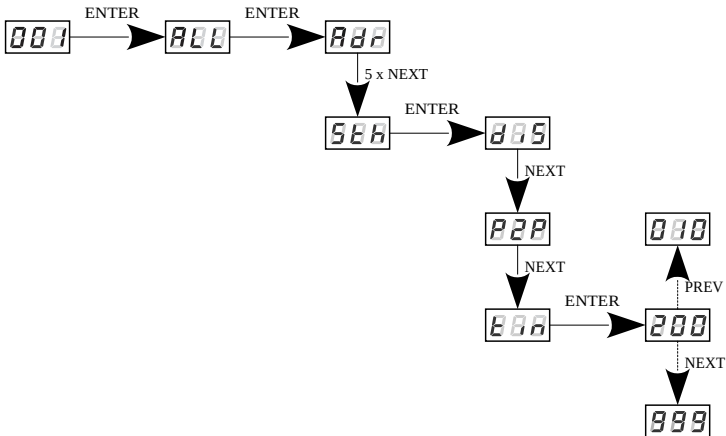 ENTER ENTER
001 ALL Adr
5 x NEXT
ENTER
Sth diS
NEXT
P2P 010
NEXT
PREV
ENTER
tin 200
NEXT
999